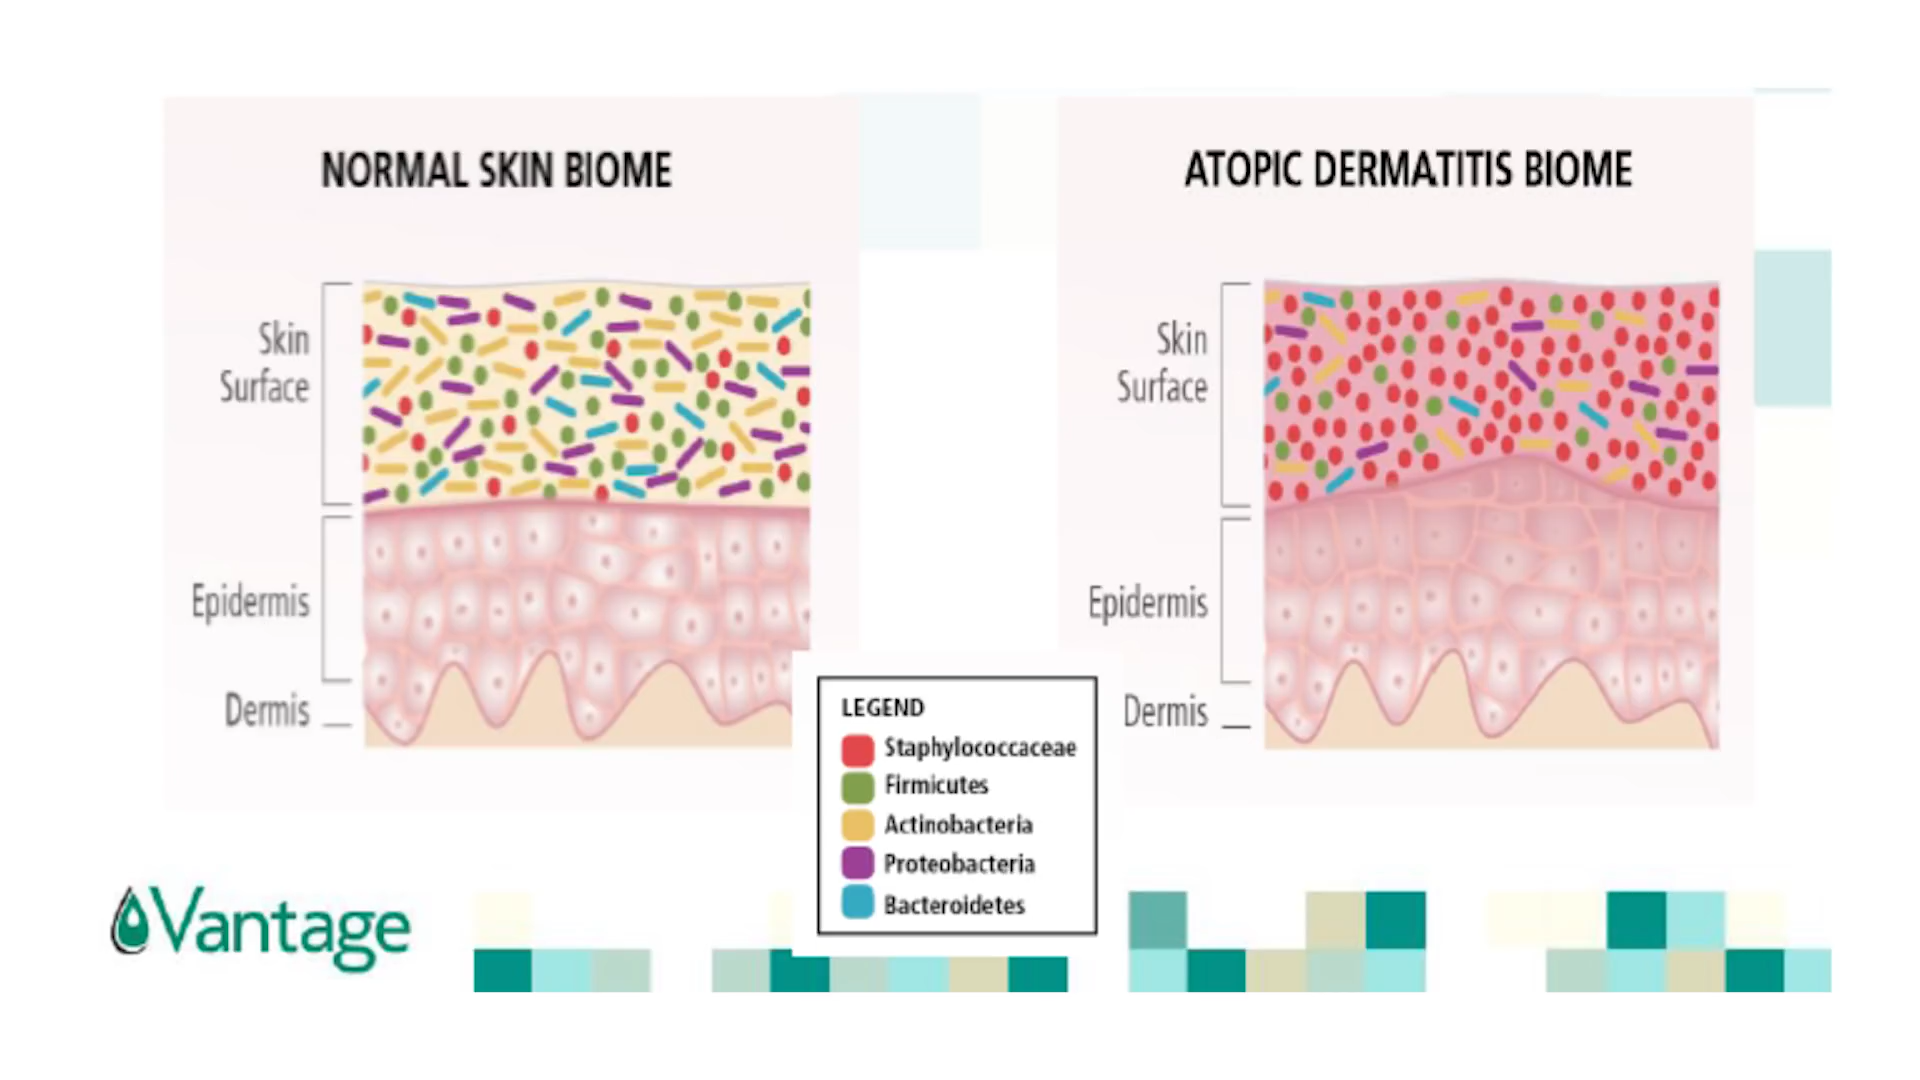 NORMAL SKIN BIOME
Skin
Surface
Epidermis
Dermis
ATOPIC DERMATITIS BIOME
Skin
Surface
Epidermis
Dermis
LEGEND
Staphylococcaceae
Firmicutes
Actinobacteria
Proteobacteria
Bacteroidetes
Vantage